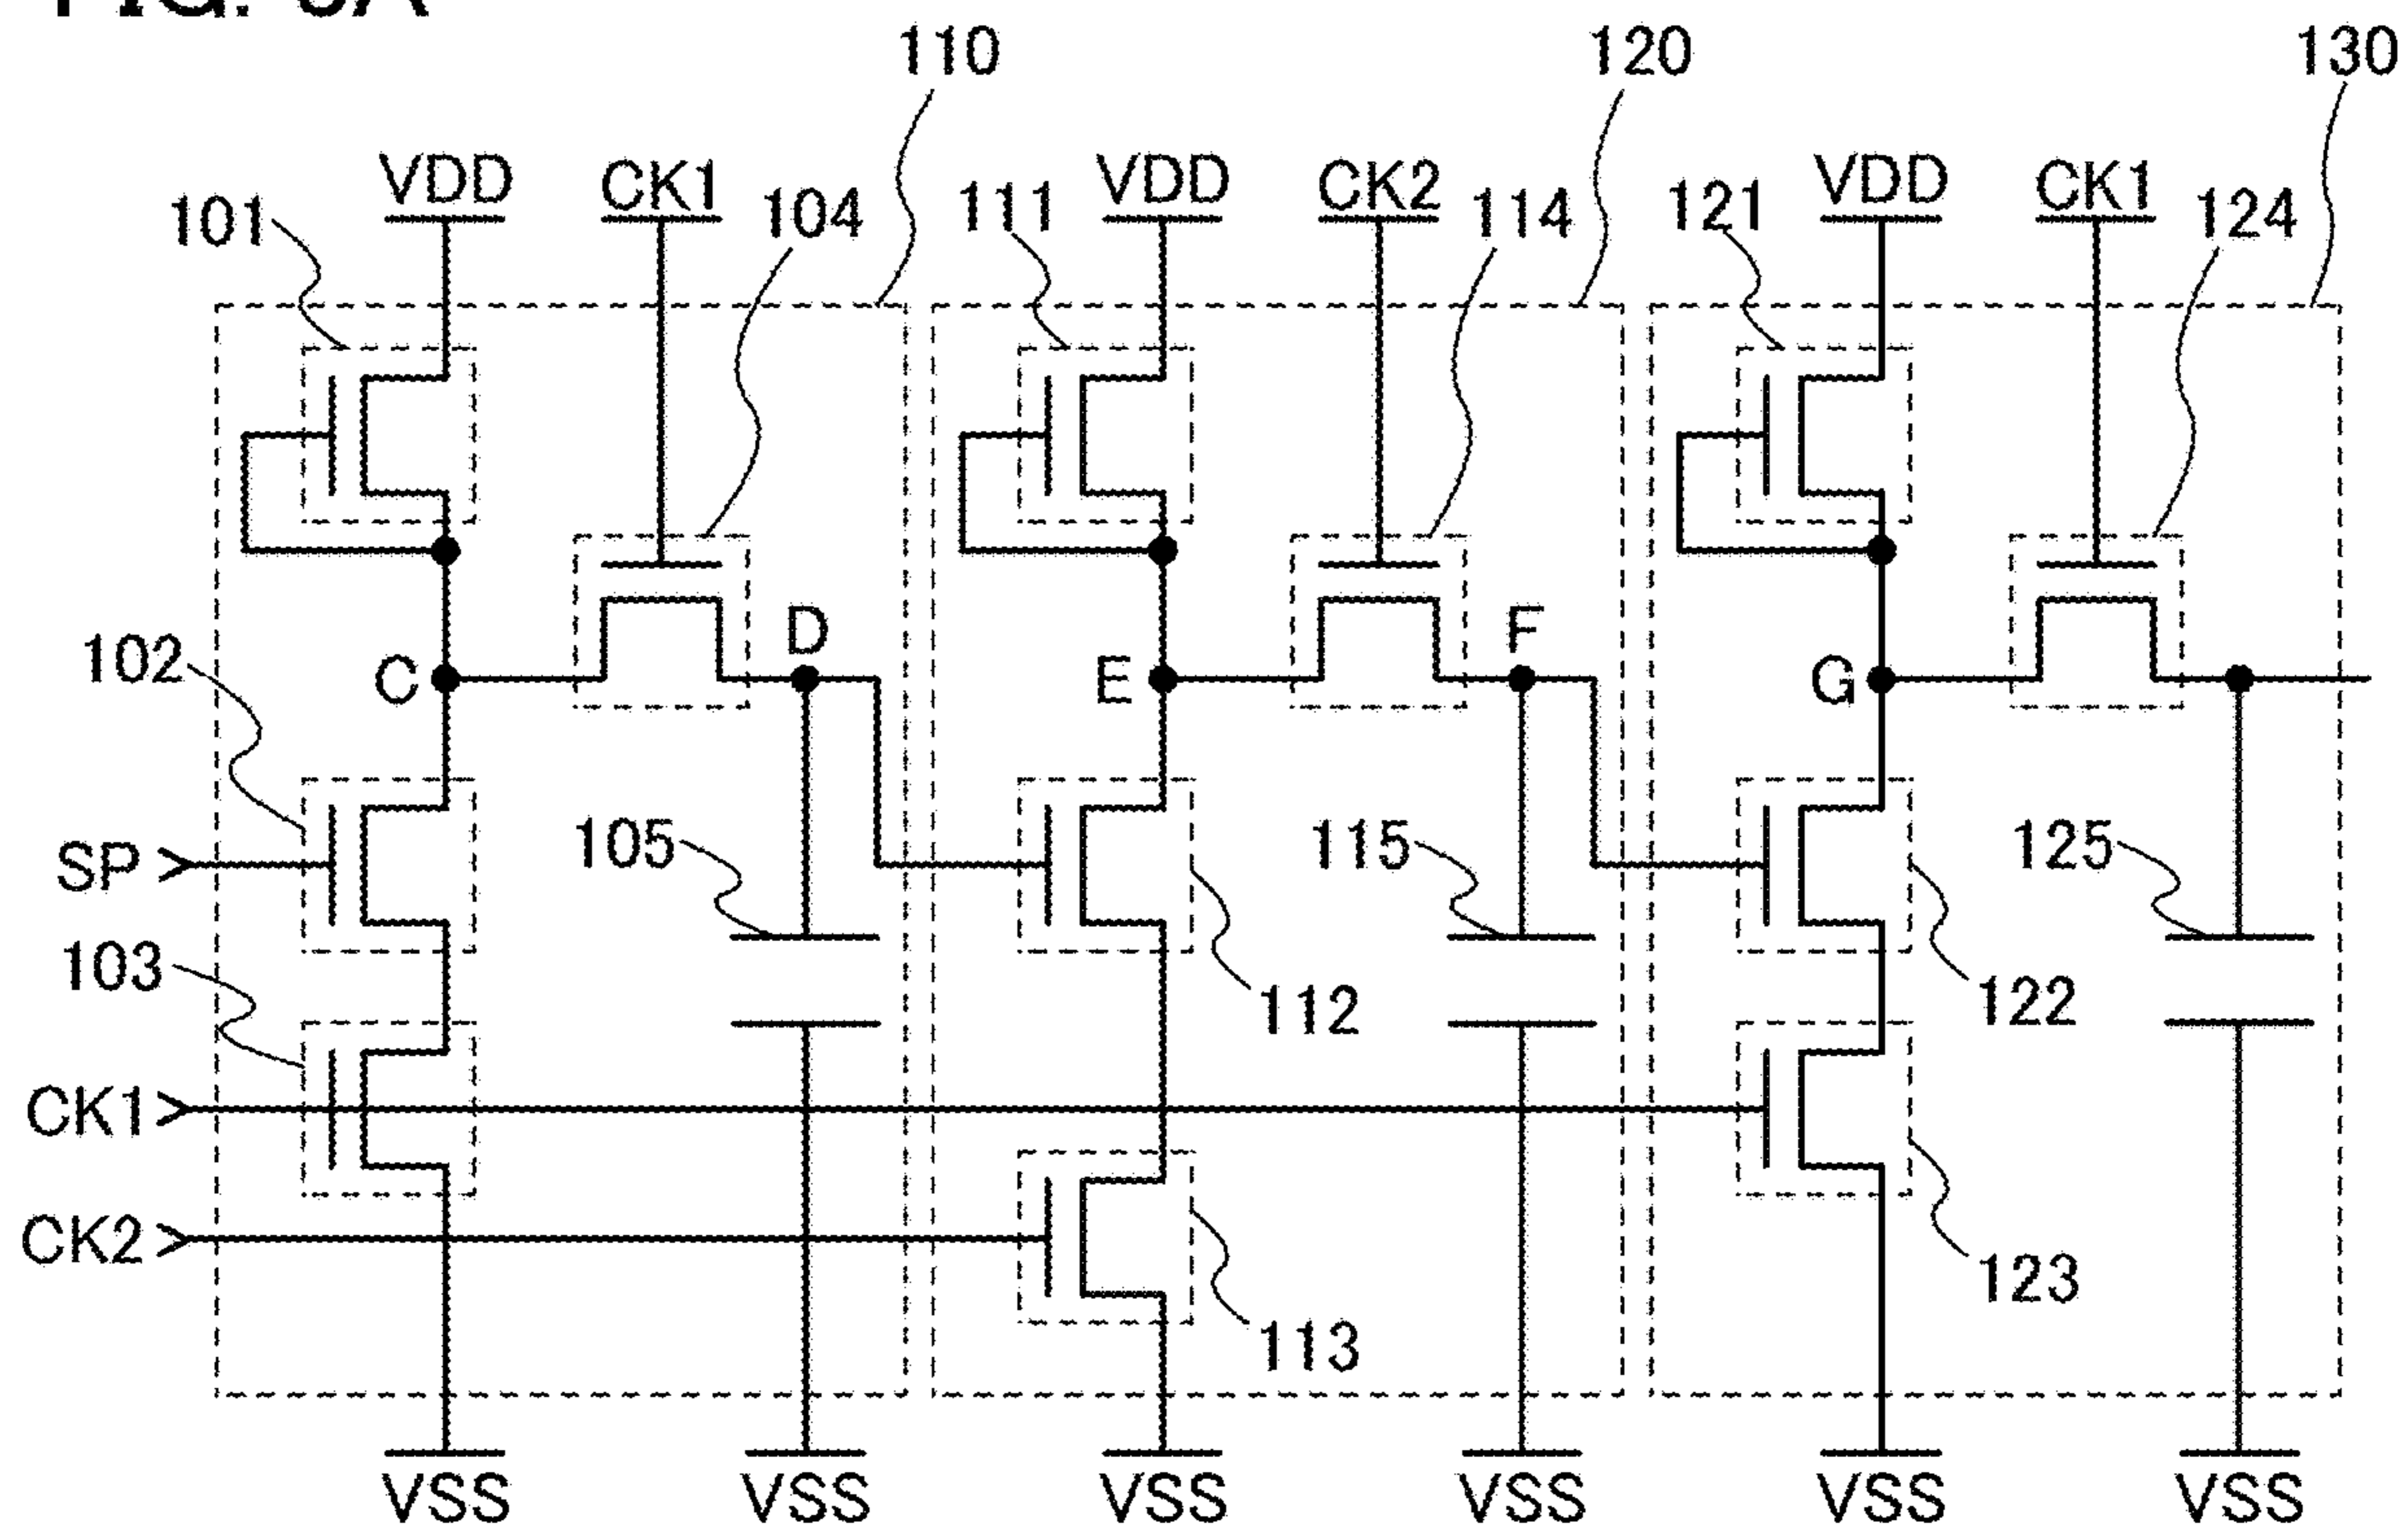 110 120 130
VDD CK1 VDD CK2 VDD CK1
101 104 111 114 121 124
D F
102 C E G
SP 105 115 125
103 112 122
CK1
CK2 123
113
VSS VSS VSS VSS VSS VSS